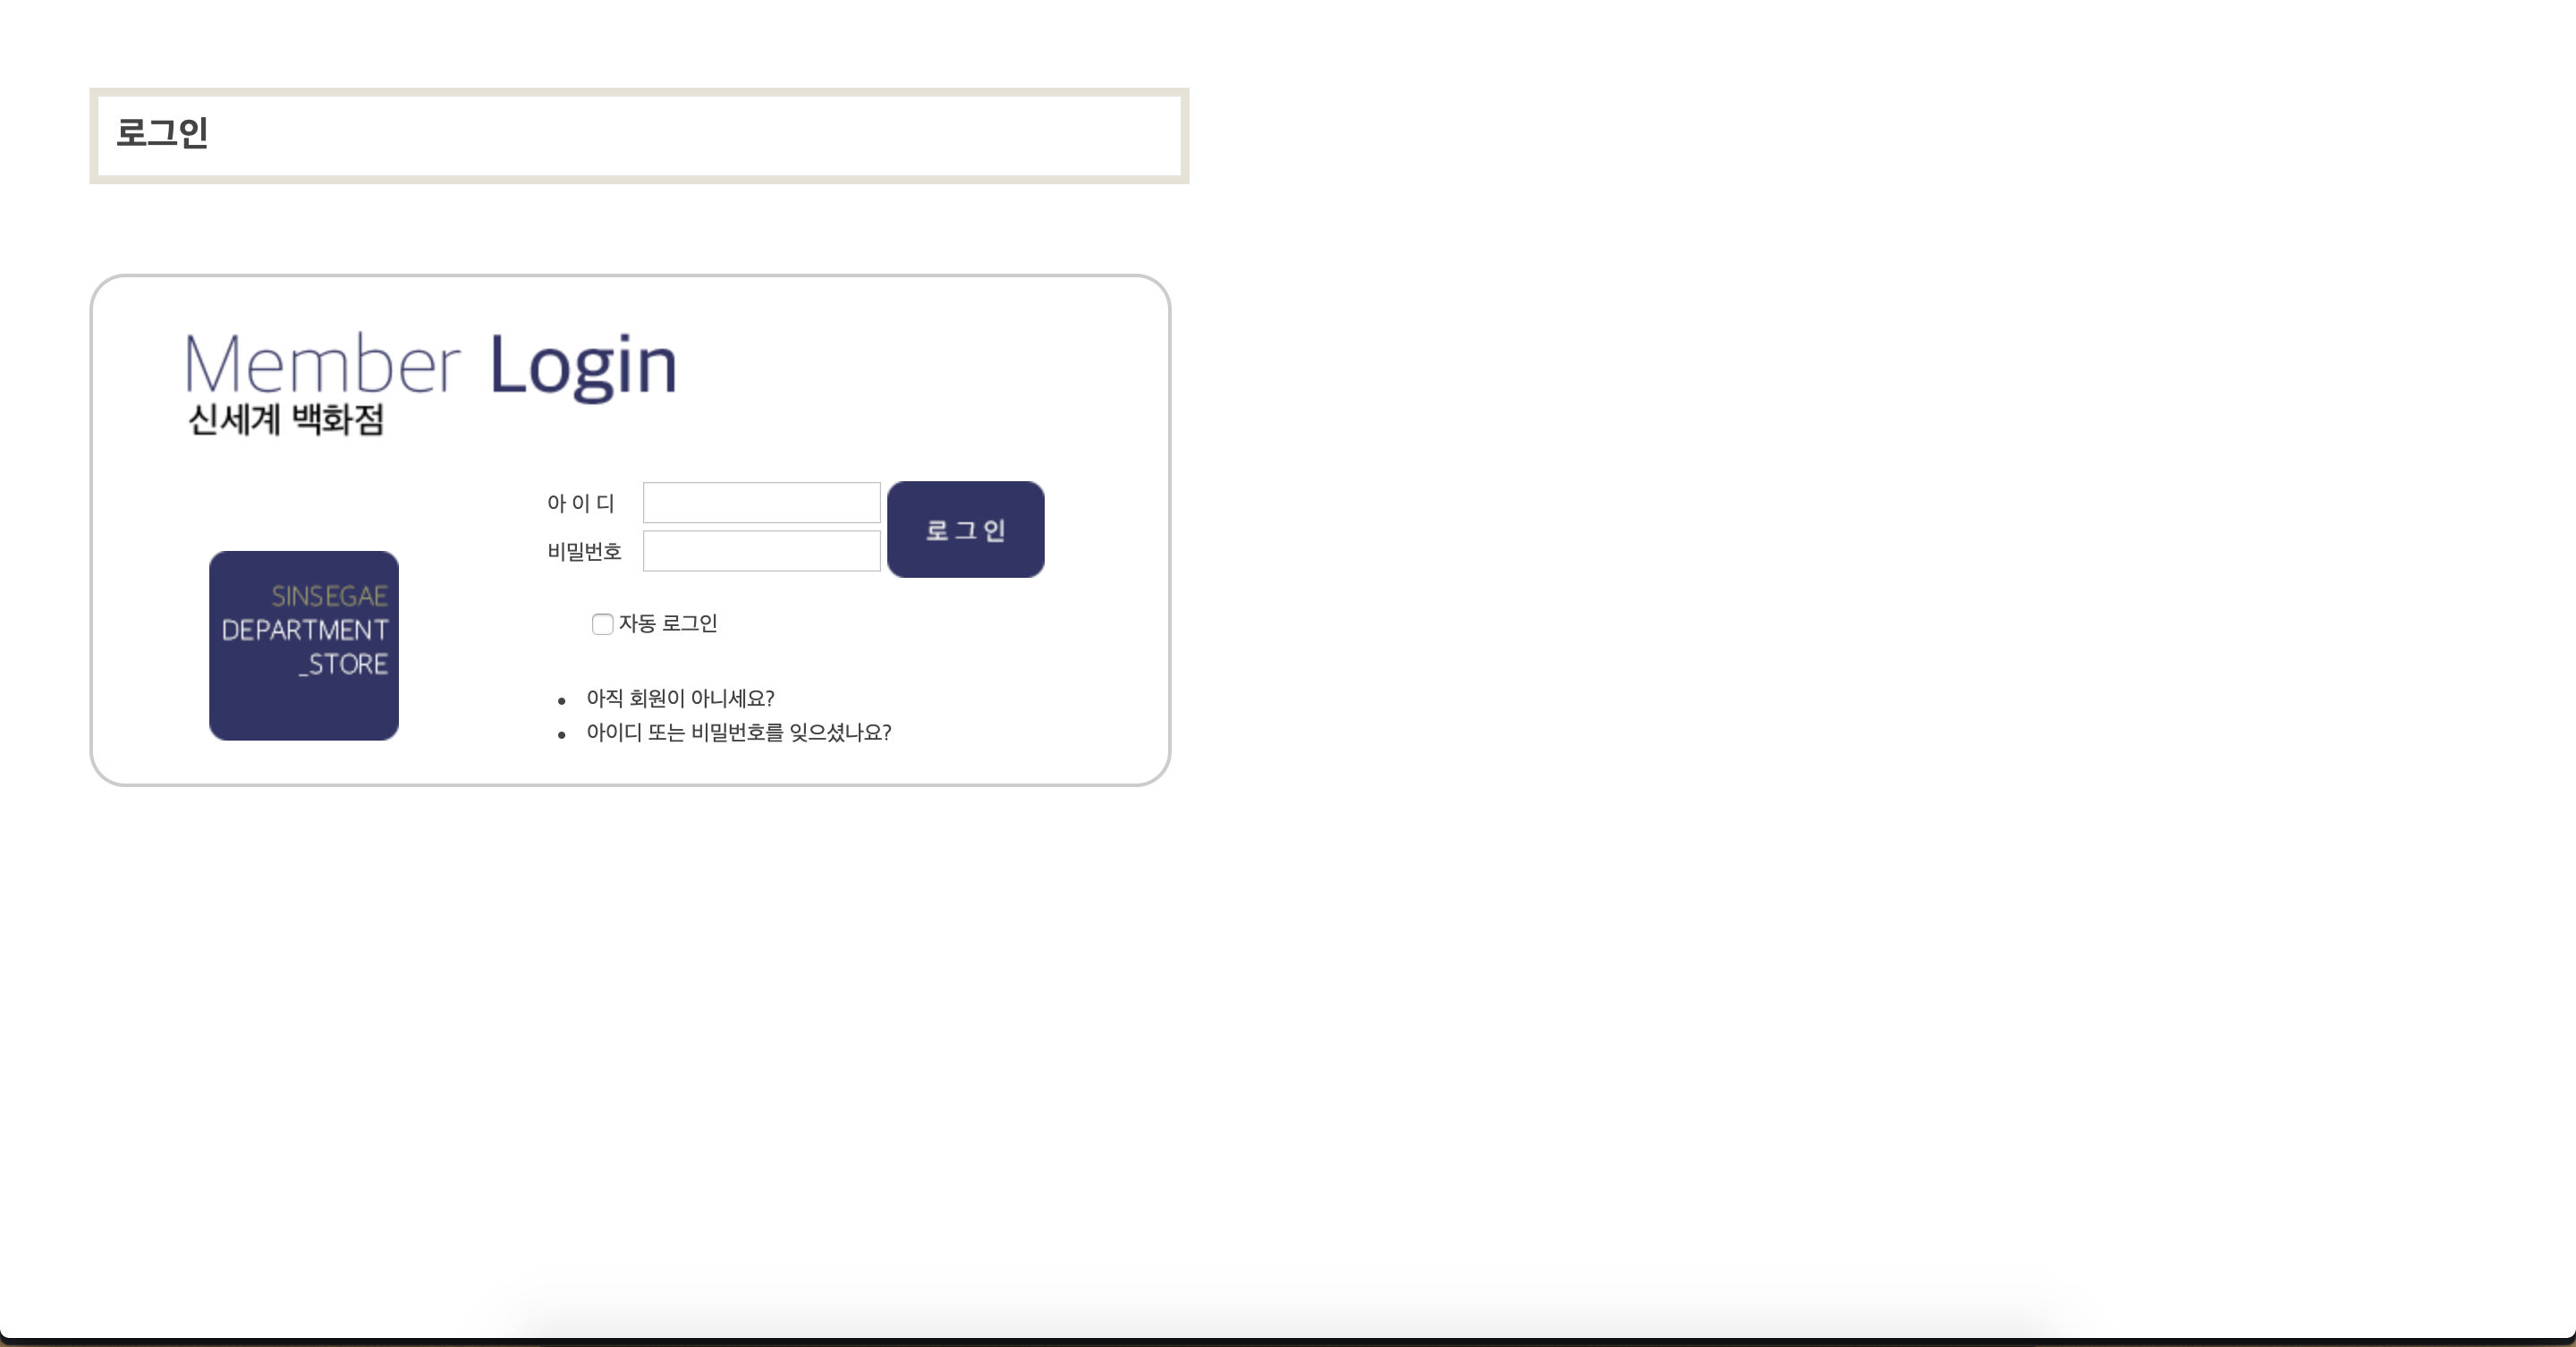 로그인
Member Login
신세계 백화점
아 이 디
비밀번호
로 그 인
SINSEGAE
DEPARTMENT
_STORE
자동 로그인
아직 회원이 아니세요?
아이디 또는 비밀번호를 잊으셨나요?